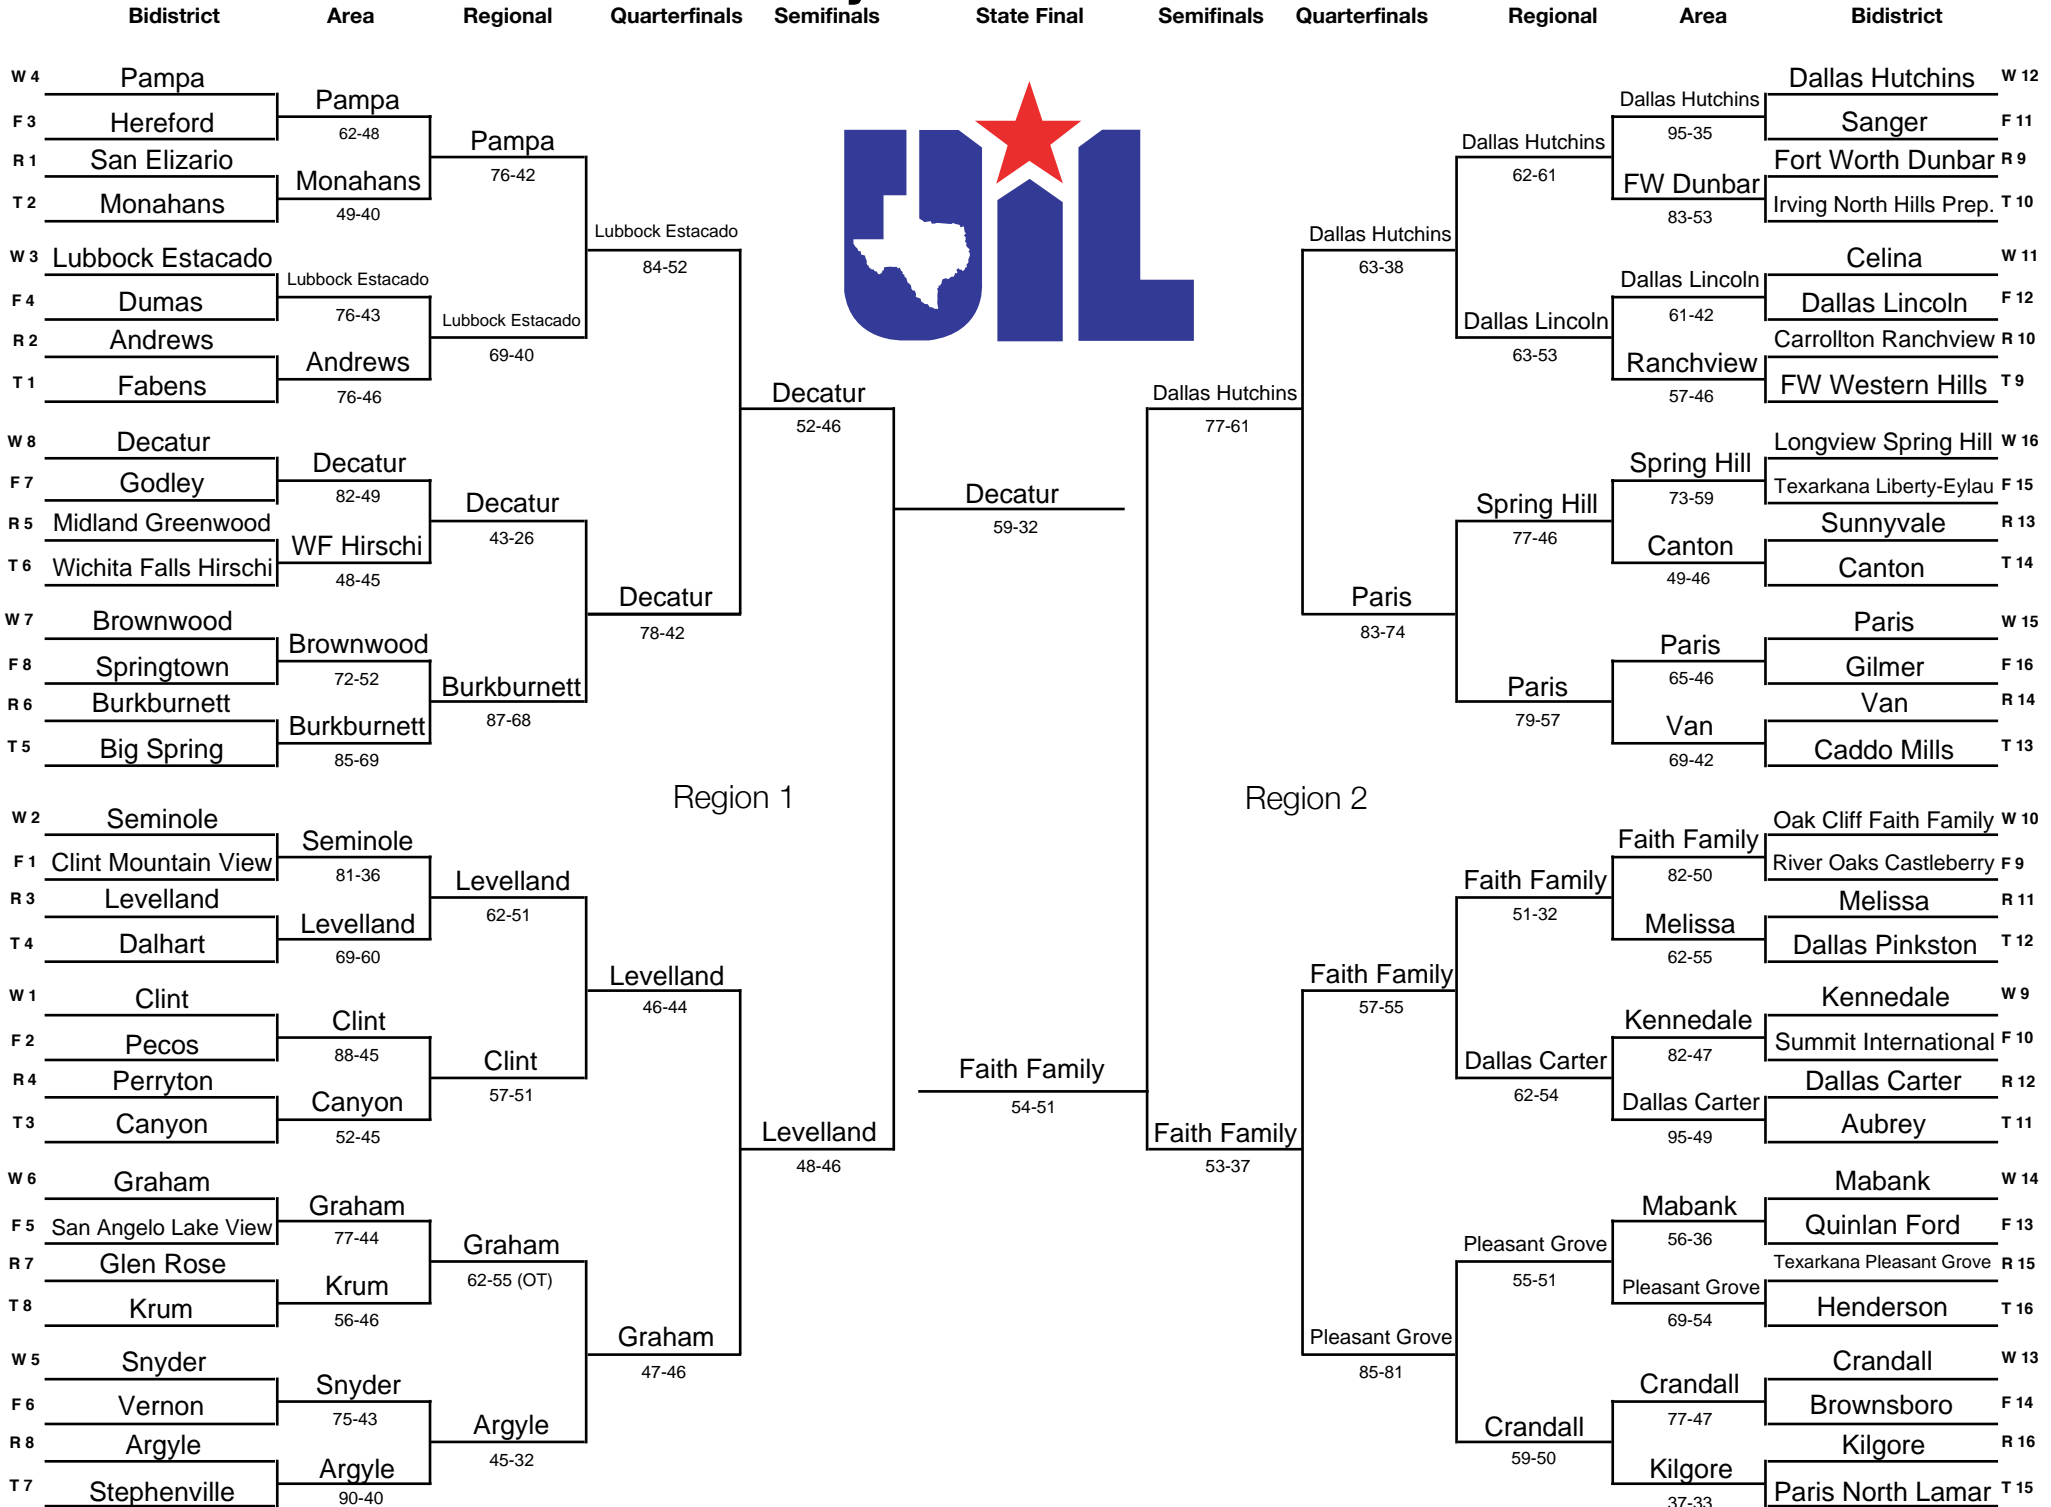 Bidistrict Area Regional Quarterfinals Semifinals State Final Semifinals Quarterfinals Regional Area Bidistrict
W 4 Pampa
Pampa
F 3 Hereford
62-48
Pampa
R 1 San Elizario
76-42
Monahans
T 2 Monahans
49-40
Lubbock Estacado
84-52
W 3 Lubbock Estacado
Lubbock Estacado
F 4 Dumas
76-43
Lubbock Estacado
R 2 Andrews
69-40
Andrews
T 1 Fabens
76-46
Decatur
52-46
W 8 Decatur
Decatur
F 7 Godley
82-49
Decatur
R 5 Midland Greenwood
43-26
WF Hirschi
T 6 Wichita Falls Hirschi
48-45
Decatur
78-42
W 7 Brownwood
Brownwood
F 8 Springtown
72-52
Burkburnett
R 6 Burkburnett
87-68
Burkburnett
T 5 Big Spring
85-69
Region 1
W 2 Seminole
Seminole
F 1 Clint Mountain View
81-36
Levelland
R 3 Levelland
62-51
Levelland
T 4 Dalhart
69-60
Levelland
46-44
W 1 Clint
Clint
F 2 Pecos
88-45
Clint
R 4 Perryton
57-51
Canyon
T 3 Canyon
52-45
Levelland
48-46
W 6 Graham
Graham
F 5 San Angelo Lake View
77-44
Graham
R 7 Glen Rose
62-55 (OT)
Krum
T 8 Krum
56-46
Graham
47-46
W 5 Snyder
Snyder
F 6 Vernon
75-43
Argyle
R 8 Argyle
45-32
Argyle
T 7 Stephenville
90-40
UIL
Decatur
59-32
Faith Family
54-51
Dallas Hutchins W 12
Dallas Hutchins
Sanger F 11
95-35
Dallas Hutchins
Fort Worth Dunbar R 9
62-61
FW Dunbar
Irving North Hills Prep. T 10
83-53
Dallas Hutchins
63-38
Celina W 11
Dallas Lincoln
Dallas Lincoln F 12
61-42
Dallas Lincoln
Carrollton Ranchview R 10
63-53
Ranchview
FW Western Hills T 9
57-46
Dallas Hutchins
77-61
Longview Spring Hill W 16
Spring Hill
Texarkana Liberty-Eylau F 15
73-59
Spring Hill
Sunnyvale R 13
77-46
Canton
Canton T 14
49-46
Paris
83-74
Paris W 15
Paris
Gilmer F 16
65-46
Paris
Van R 14
79-57
Van
Caddo Mills T 13
69-42
Region 2
Oak Cliff Faith Family W 10
Faith Family
River Oaks Castleberry F 9
82-50
Faith Family
Melissa R 11
51-32
Melissa
Dallas Pinkston T 12
62-55
Faith Family
57-55
Kennedale W 9
Kennedale
Summit International F 10
82-47
Dallas Carter
Dallas Carter R 12
62-54
Dallas Carter
Aubrey T 11
95-49
Faith Family
53-37
Mabank W 14
Mabank
Quinlan Ford F 13
56-36
Pleasant Grove
Texarkana Pleasant Grove R 15
55-51
Pleasant Grove
Henderson T 16
69-54
Pleasant Grove
85-81
Crandall W 13
Crandall
Brownsboro F 14
77-47
Crandall
Kilgore R 16
59-50
Kilgore
Paris North Lamar T 15
37-33